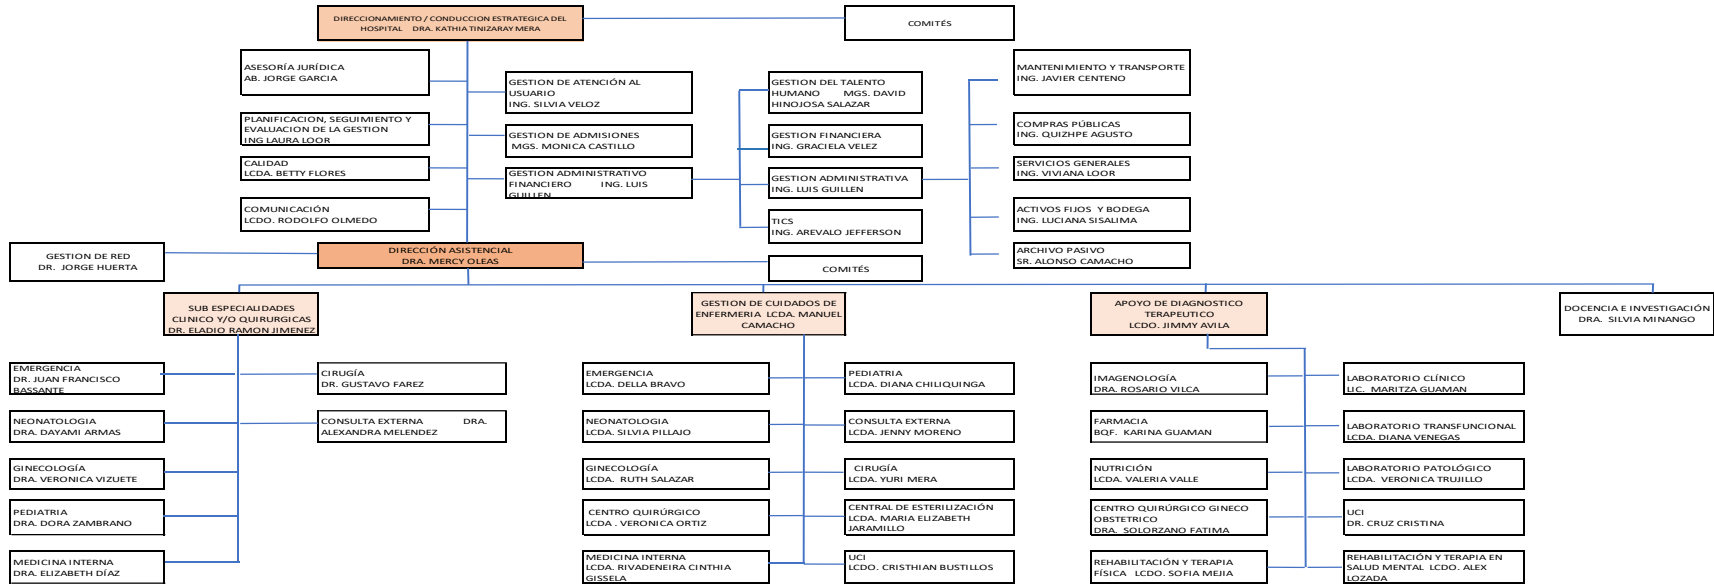 DIRECCIONAMIENTO / CONDUCCION ESTRATEGICA DEL
HOSPITAL DRA. KATHIA TINIZARAY MERA
COMITÉS
ASESORÍA JURÍDICA
AB. JORGE GARCIA
PLANIFICACION, SEGUIMIENTO Y
EVALUACION DE LA GESTION
ING LAURA LOOR
CALIDAD
LCDA. BETTY FLORES
COMUNICACIÓN
LCDO. RODOLFO OLMEDO
GESTION DE ATENCIÓN AL
USUARIO
ING. SILVIA VELOZ
GESTION DE ADMISIONES
MGS. MONICA CASTILLO
GESTION ADMINISTRATIVO
FINANCIERO ING. LUIS
GUILLEN
GESTION DEL TALENTO
HUMANO MGS. DAVID
HINOJOSA SALAZAR
GESTION FINANCIERA
ING. GRACIELA VELEZ
GESTION ADMINISTRATIVA
ING. LUIS GUILLEN
TICS
ING. AREVALO JEFFERSON
MANTENIMIENTO Y TRANSPORTE
ING. JAVIER CENTENO
COMPRAS PÚBLICAS
ING. QUIZHPE AGUSTO
SERVICIOS GENERALES
ING. VIVIANA LOOR
ACTIVOS FIJOS Y BODEGA
ING. LUCIANA SISALIMA
ARCHIVO PASIVO
SR. ALONSO CAMACHO
GESTION DE RED
DR. JORGE HUERTA
DIRECCIÓN ASISTENCIAL
DRA. MERCY OLEAS
COMITÉS
SUB ESPECIALIDADES
CLINICO Y/O QUIRURGICAS
DR. ELADIO RAMON JIMENEZ
GESTION DE CUIDADOS DE
ENFERMERIA LCDA. MANUEL
CAMACHO
APOYO DE DIAGNOSTICO
TERAPEUTICO
LCDO. JIMMY AVILA
DOCENCIA E INVESTIGACIÓN
DRA. SILVIA MINANGO
EMERGENCIA
DR. JUAN FRANCISCO
BASSANTE
NEONATOLOGIA
DRA. DAYAMI ARMAS
GINECOLOGÍA
DRA. VERONICA VIZUETE
PEDIATRIA
DRA. DORA ZAMBRANO
MEDICINA INTERNA
DRA. ELIZABETH DÍAZ
CIRUGÍA
DR. GUSTAVO FAREZ
CONSULTA EXTERNA DRA.
ALEXANDRA MELENDEZ
EMERGENCIA
LCDA. DELLA BRAVO
NEONATOLOGIA
LCDA. SILVIA PILLAJO
GINECOLOGÍA
LCDA. RUTH SALAZAR
CENTRO QUIRÚRGICO
LCDA . VERONICA ORTIZ
MEDICINA INTERNA
LCDA. RIVADENEIRA CINTHIA
GISSELA
PEDIATRIA
LCDA. DIANA CHILIQUINGA
CONSULTA EXTERNA
LCDA. JENNY MORENO
CIRUGÍA
LCDA. YURI MERA
CENTRAL DE ESTERILIZACIÓN
LCDA. MARIA ELIZABETH
JARAMILLO
UCI
LCDO. CRISTHIAN BUSTILLOS
IMAGENOLOGÍA
DRA. ROSARIO VILCA
FARMACIA
BQF. KARINA GUAMAN
NUTRICIÓN
LCDA. VALERIA VALLE
CENTRO QUIRÚRGICO GINECO
OBSTETRICO
DRA. SOLORZANO FATIMA
REHABILITACIÓN Y TERAPIA
FÍSICA LCDO. SOFIA MEJIA
LABORATORIO CLÍNICO
LIC. MARITZA GUAMAN
LABORATORIO TRANSFUNCIONAL
LCDA. DIANA VENEGAS
LABORATORIO PATOLÓGICO
LCDA. VERONICA TRUJILLO
UCI
DR. CRUZ CRISTINA
REHABILITACIÓN Y TERAPIA EN
SALUD MENTAL LCDO. ALEX
LOZADA